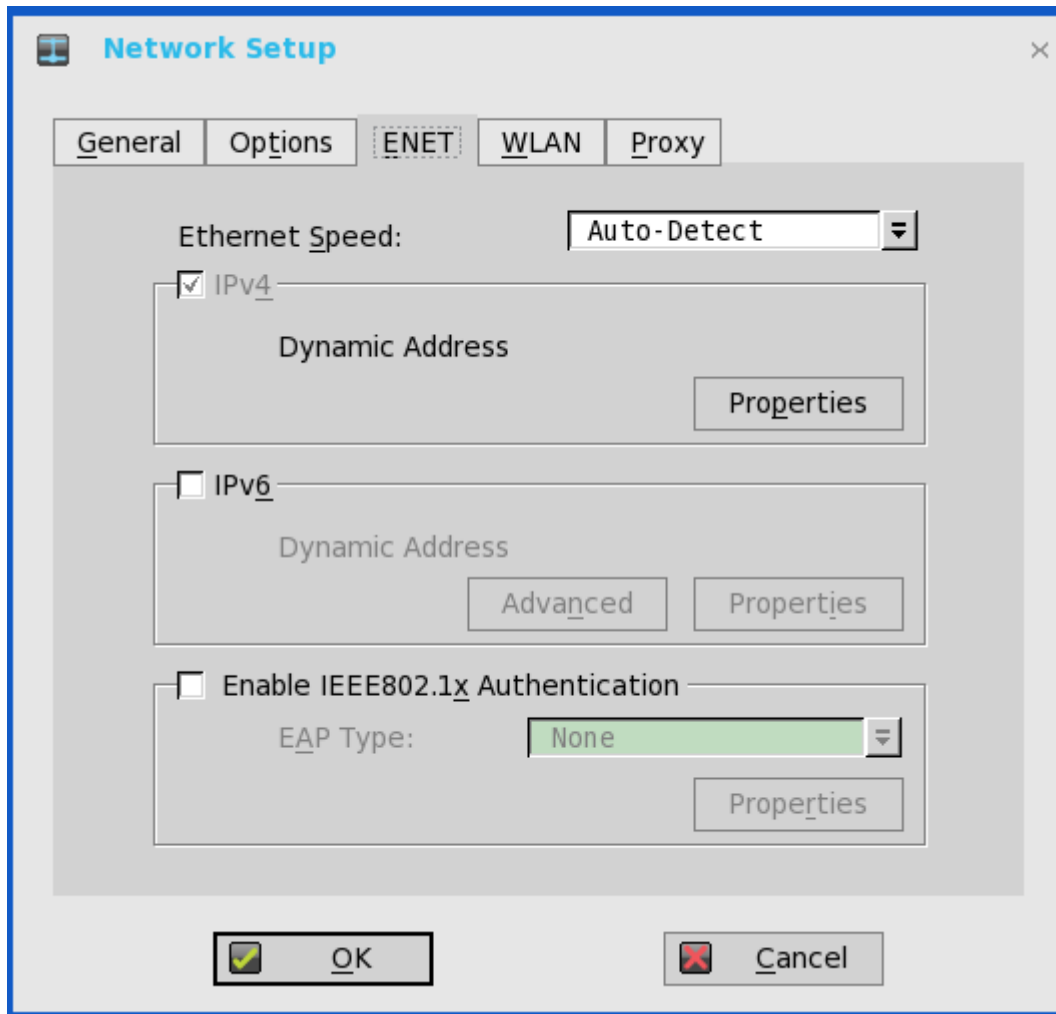 Network Setup
General Options ENET WLAN Proxy
Ethernet Speed: Auto-Detect
IPv4
Dynamic Address
Properties
IPv6
Dynamic Address
Advanced Properties
Enable IEEE802.1x Authentication
EAP Type: None
Properties
OK Cancel